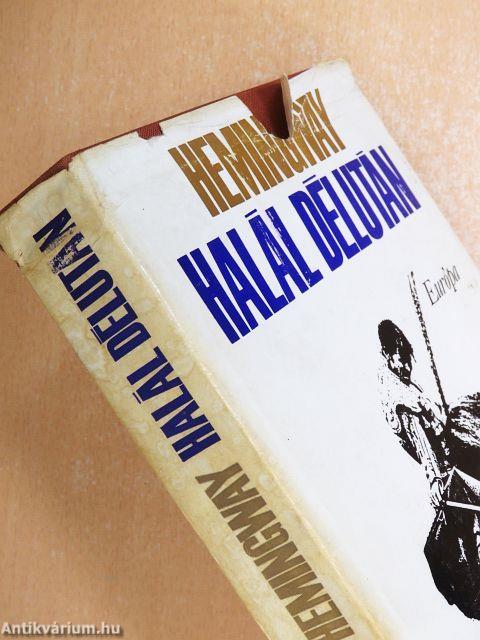 HEMINGWAY
HALÁL DÉLUTÁN
Európa
HEMINGWAY HALÁL DÉLUTÁN
Antikvárium.hu